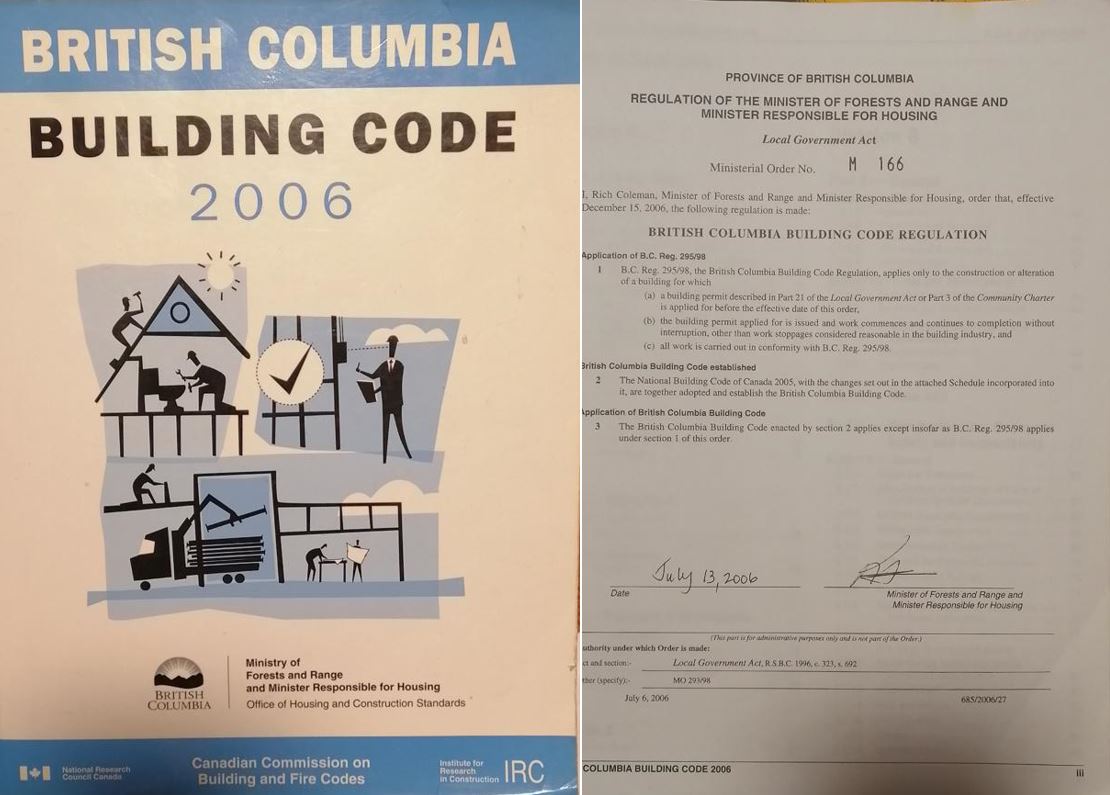 BRITISH COLUMBIA
BUILDING CODE
2006
BRITISH
COLUMBIA
Ministry of
Forests and Range
and Minister Responsible for Housing
Office of Housing and Construction Standards
National Research
Council Canada
Canadian Commission on
Building and Fire Codes
Institute for
Research
in Construction
IRC
PROVINCE OF BRITISH COLUMBIA
REGULATION OF THE MINISTER OF FORESTS AND RANGE AND
MINISTER RESPONSIBLE FOR HOUSING
Local Government Act
Ministerial Order No. M 166
I, Rich Coleman, Minister of Forests and Range and Minister Responsible for Housing, order that, effective
December 15, 2006, the following regulation is made:
BRITISH COLUMBIA BUILDING CODE REGULATION
Application of B.C. Reg. 295/98
1 B.C. Reg. 295/98, the British Columbia Building Code Regulation, applies only to the construction or alteration
of a building for which
(a) a building permit described in Part 21 of the Local Government Act or Part 3 of the Community Charter
is applied for before the effective date of this order,
(b) the building permit applied for is issued and work commences and continues to completion without
interruption, other than work stoppages considered reasonable in the building industry, and
(c) all work is carried out in conformity with B.C. Reg. 295/98.
British Columbia Building Code established
2 The National Building Code of Canada 2005, with the changes set out in the attached Schedule incorporated into
it, are together adopted and establish the British Columbia Building Code.
Application of British Columbia Building Code
3 The British Columbia Building Code enacted by section 2 applies except insofar as B.C. Reg. 295/98 applies
under section 1 of this order.
July 13, 2006
Date
Minister of Forests and Range and
Minister Responsible for Housing
(This part is for administrative purposes only and is not part of the Order.)
uthority under which Order is made:
ct and section:- Local Government Act, R.S.B.C. 1996, c. 323, s. 692
ther (specify):- MO 293/98
July 6, 2006 685/2006/27
COLUMBIA BUILDING CODE 2006 iii